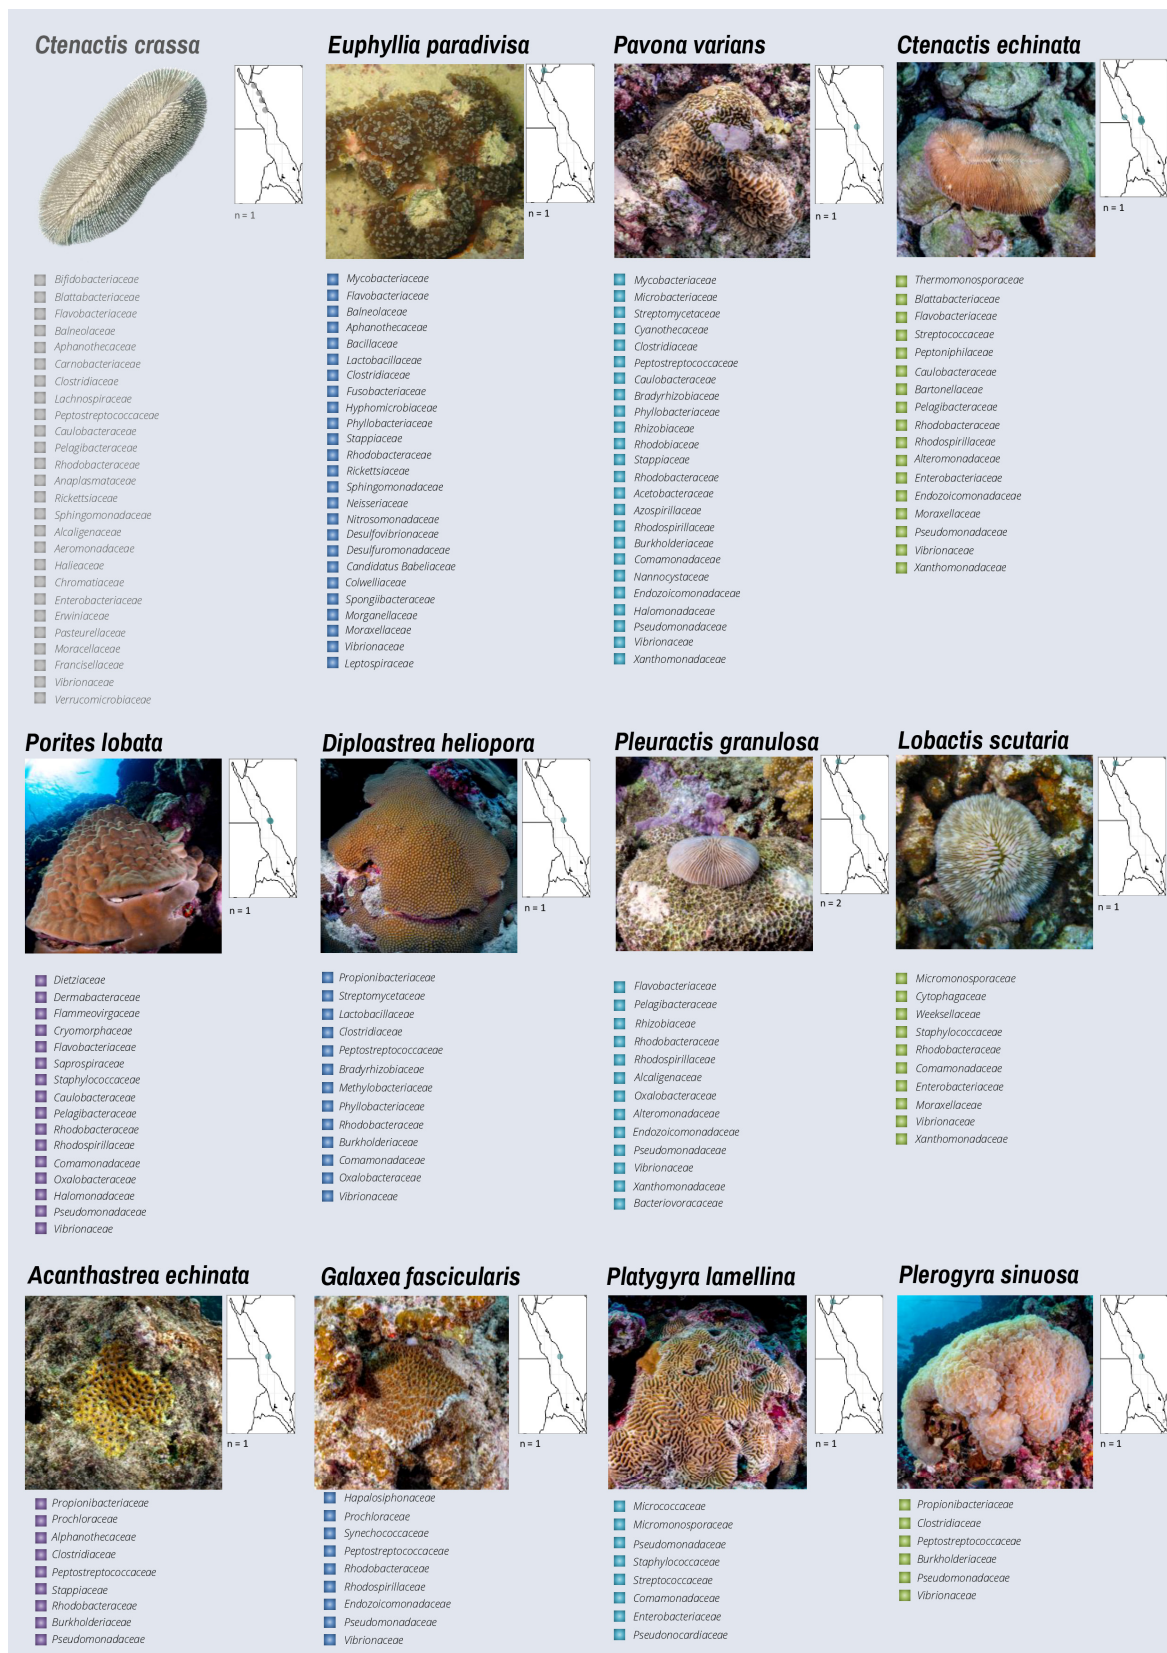 Ctenactis crassa
n = 1
Bifidobacteriaceae
Blattabacteriaceae
Flavobacteriaceae
Balneolaceae
Aphanothecaceae
Carnobacteriaceae
Clostridiaceae
Lachnospiraceae
Peptostreptococcaceae
Caulobacteraceae
Pelagibacteraceae
Rhodobacteraceae
Anaplasmataceae
Rickettsiaceae
Sphingomonadaceae
Alcaligenaceae
Aeromonadaceae
Halieaceae
Chromatiaceae
Enterobacteriaceae
Erwiniaceae
Pasteurellaceae
Moracellaceae
Francisellaceae
Vibrionaceae
Verrucomicrobiaceae
Euphyllia paradivisa
n = 1
Mycobacteriaceae
Flavobacteriaceae
Balneolaceae
Aphanothecaceae
Bacillaceae
Lactobacillaceae
Clostridiaceae
Fusobacteriaceae
Hyphomicrobiaceae
Phyllobacteriaceae
Stappiaceae
Rhodobacteraceae
Rickettsiaceae
Sphingomonadaceae
Neisseriaceae
Nitrosomonadaceae
Desulfovibrionaceae
Desulfuromonadaceae
Candidatus Babeliaceae
Colwelliaceae
Spongiibacteraceae
Morganellaceae
Moraxellaceae
Vibrionaceae
Leptospiraceae
Pavona varians
n = 1
Mycobacteriaceae
Microbacteriaceae
Streptomycetaceae
Cyanothecaceae
Clostridiaceae
Peptostreptococcaceae
Caulobacteraceae
Bradyrhizobiaceae
Phyllobacteriaceae
Rhizobiaceae
Rhodobiaceae
Stappiaceae
Rhodobacteraceae
Acetobacteraceae
Azospirillaceae
Rhodospirillaceae
Burkholderiaceae
Comamonadaceae
Nannocystaceae
Endozoicomonadaceae
Halomonadaceae
Pseudomonadaceae
Vibrionaceae
Xanthomonadaceae
Ctenactis echinata
n = 1
Thermomonosporaceae
Blattabacteriaceae
Flavobacteriaceae
Streptococcaceae
Peptoniphilaceae
Caulobacteraceae
Bartonellaceae
Pelagibacteraceae
Rhodobacteraceae
Rhodospirillaceae
Alteromonadaceae
Enterobacteriaceae
Endozoicomonadaceae
Moraxellaceae
Pseudomonadaceae
Vibrionaceae
Xanthomonadaceae
Porites lobata
n = 1
Dietziaceae
Dermabacteraceae
Flammeovirgaceae
Cryomorphaceae
Flavobacteriaceae
Saprospiraceae
Staphylococcaceae
Caulobacteraceae
Pelagibacteraceae
Rhodobacteraceae
Rhodospirillaceae
Comamonadaceae
Oxalobacteraceae
Halomonadaceae
Pseudomonadaceae
Vibrionaceae
Diploastrea heliopora
n = 1
Propionibacteriaceae
Streptomycetaceae
Lactobacillaceae
Clostridiaceae
Peptostreptococcaceae
Bradyrhizobiaceae
Methylobacteriaceae
Phyllobacteriaceae
Rhodobacteraceae
Burkholderiaceae
Comamonadaceae
Oxalobacteraceae
Vibrionaceae
Pleuractis granulosa
n = 2
Flavobacteriaceae
Pelagibacteraceae
Rhizobiaceae
Rhodobacteraceae
Rhodospirillaceae
Alcaligenaceae
Oxalobacteraceae
Alteromonadaceae
Endozoicomonadaceae
Pseudomonadaceae
Vibrionaceae
Xanthomonadaceae
Bacteriovoracaceae
Lobactis scutaria
n = 1
Micromonosporaceae
Cytophagaceae
Weeksellaceae
Staphylococcaceae
Rhodobacteraceae
Comamonadaceae
Enterobacteriaceae
Moraxellaceae
Vibrionaceae
Xanthomonadaceae
Acanthastrea echinata
n = 1
Propionibacteriaceae
Prochloraceae
Alphanothecaceae
Clostridiaceae
Peptostreptococcaceae
Stappiaceae
Rhodobacteraceae
Burkholderiaceae
Pseudomonadaceae
Galaxea fascicularis
n = 1
Hapalosiphonaceae
Prochloraceae
Synechococcaceae
Peptostreptococcaceae
Rhodobacteraceae
Rhodospirillaceae
Endozoicomonadaceae
Pseudomonadaceae
Vibrionaceae
Platygyra lamellina
n = 1
Micrococcaceae
Micromonosporaceae
Pseudomonadaceae
Staphylococcaceae
Streptococcaceae
Comamonadaceae
Enterobacteriaceae
Pseudonocardiaceae
Plerogyra sinuosa
n = 1
Propionibacteriaceae
Clostridiaceae
Peptostreptococcaceae
Burkholderiaceae
Pseudomonadaceae
Vibrionaceae